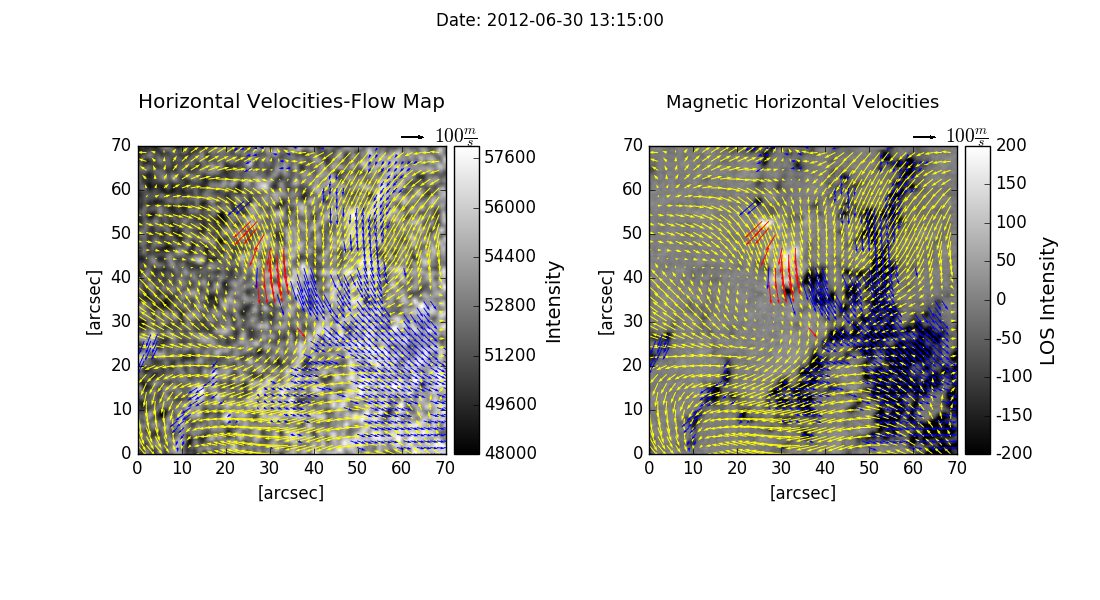 Date: 2012-06-30 13:15:00
Horizontal Velocities-Flow Map
100 m/s
70
60
50
40
30
20
10
0
[arcsec]
0 10 20 30 40 50 60 70
[arcsec]
57600
56000
54400
52800
51200
49600
48000
Intensity
Magnetic Horizontal Velocities
100 m/s
70
60
50
40
30
20
10
0
[arcsec]
0 10 20 30 40 50 60 70
[arcsec]
200
150
100
50
0
-50
-100
-150
-200
LOS Intensity